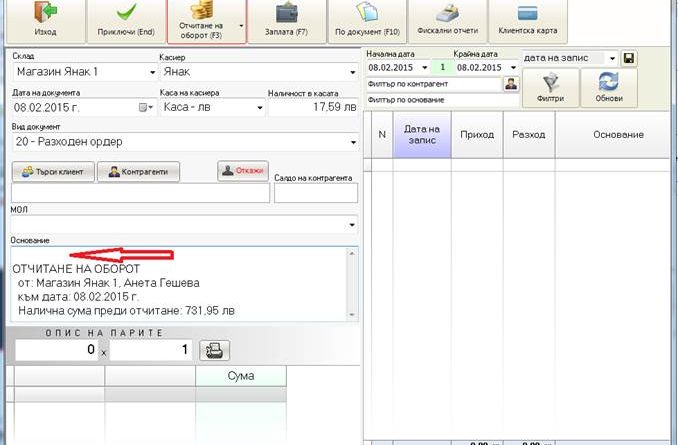 Изход
Приключи (End)
Отчитане на
оборот (F3)
Заплата (F7)
По документ (F10)
Фискални отчети
Клиентска карта
Склад
Касиер
Магазин Янак 1
Янак
Дата на документа
Каса на касиера
Наличност в касата
08.02.2015 г.
Каса - лв
17,59 лв
Вид документ
20 - Разходен ордер
Търси клиент
Контрагенти
Откажи
Салдо на контрагента
МОЛ
Основание
ОТЧИТАНЕ НА ОБОРОТ
от: Магазин Янак 1, Анета Гешева
към дата: 08.02.2015 г.
Налична сума преди отчитане: 731,95 лв
ОПИС НА ПАРИТЕ
0 x 1
Сума
Начална дата
Крайна дата
08.02.2015
1
08.02.2015
дата на запис
Филтър по контрагент
Филтър по основание
Филтри
Обнови
N
Дата на
запис
Приход
Разход
Основание